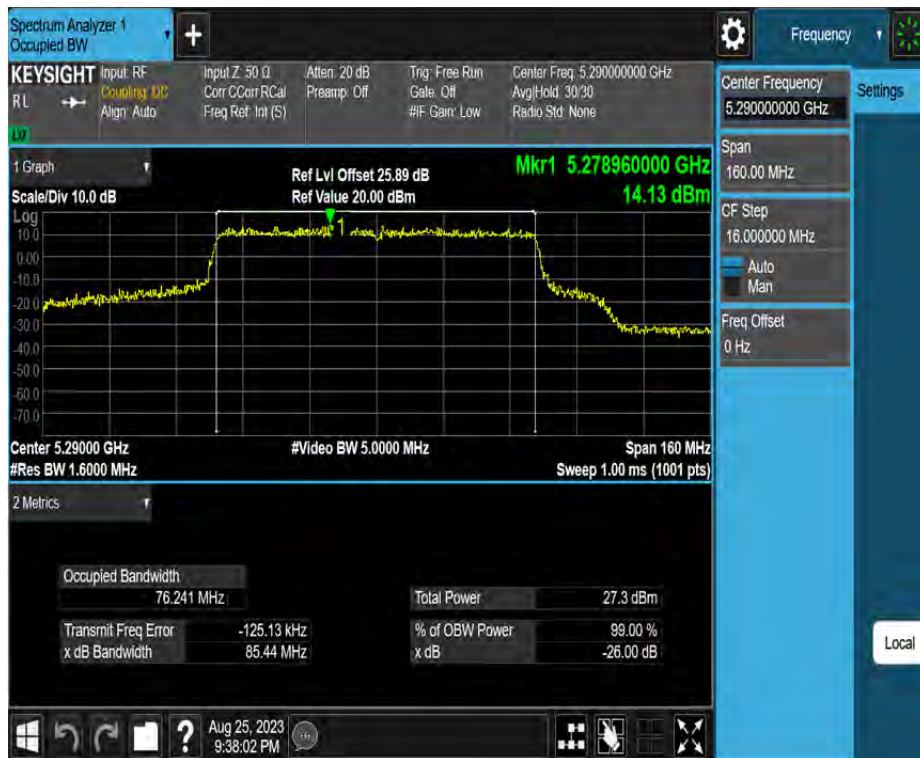 Spectrum Analyzer 1
Occupied BW
+
Frequency
KEYSIGHT
RL
LXI
Input: RF
Coupling: DC
Align: Auto
Input Z: 50 Ω
Corr CCorr RCal
Freq Ref: Int (S)
Atten: 20 dB
Preamp: Off
Trig: Free Run
Gate: Off
#IF Gain: Low
Center Freq: 5.290000000 GHz
Avg|Hold: 30/30
Radio Std: None
Center Frequency
5.290000000 GHz
Settings
Span
160.00 MHz
CF Step
16.000000 MHz
Auto
Man
Freq Offset
0 Hz
Local
1 Graph
Scale/Div 10.0 dB
Ref Lvl Offset 25.89 dB
Ref Value 20.00 dBm
Mkr1 5.278960000 GHz
14.13 dBm
Log
10.0
0.00
-10.0
-20.0
-30.0
-40.0
-50.0
-60.0
-70.0
1
Center 5.29000 GHz
#Video BW 5.0000 MHz
Span 160 MHz
#Res BW 1.6000 MHz
Sweep 1.00 ms (1001 pts)
2 Metrics
Occupied Bandwidth
76.241 MHz
Total Power 27.3 dBm
Transmit Freq Error -125.13 kHz
% of OBW Power 99.00 %
x dB Bandwidth 85.44 MHz
x dB -26.00 dB
?
Aug 25, 2023
9:38:02 PM